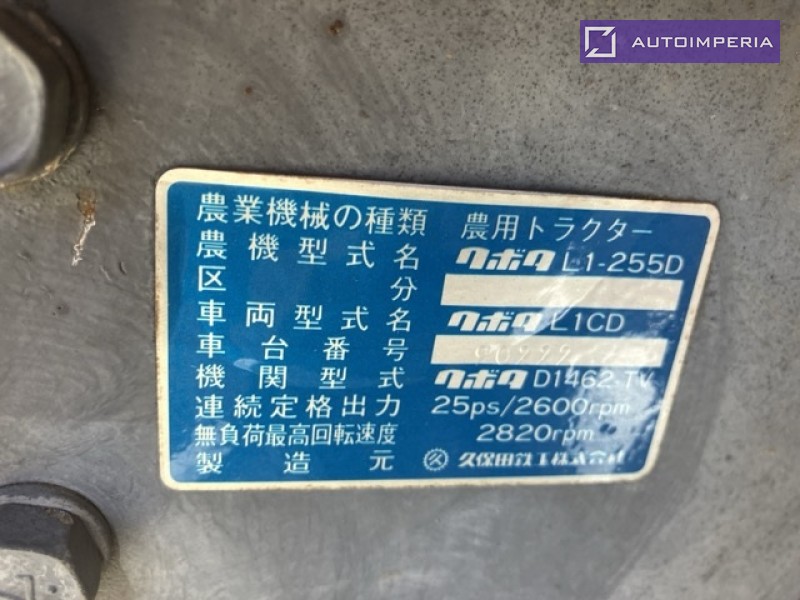 AUTOIMPERIA
農業機械の種類 農用トラクター
農機型式名 クボタ L1-255D
区分
車両型式名 クボタ L1CD
車台番号
機関型式 クボタ D1462-TV
連続定格出力 25ps/2600rpm
無負荷最高回転速度 2820rpm
製造元 久保田鉄工株式会社